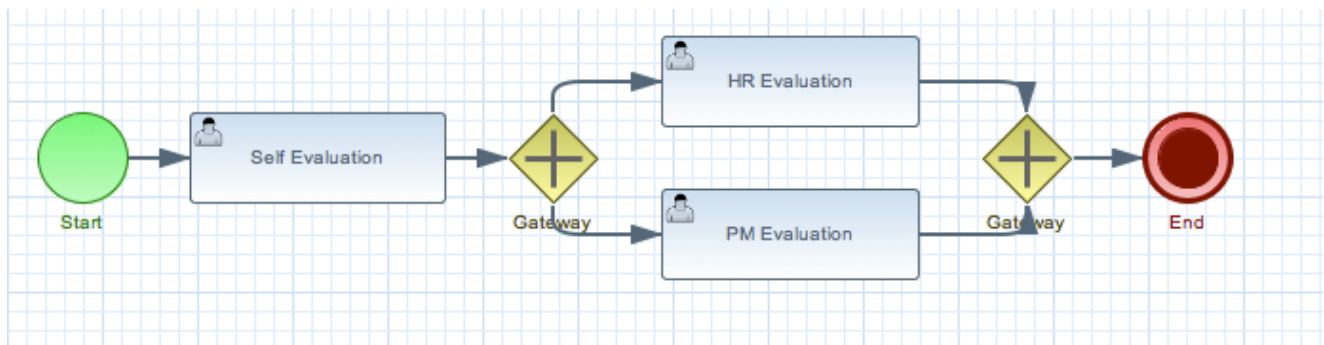 Start
Self Evaluation
Gateway
HR Evaluation
PM Evaluation
Gateway
End